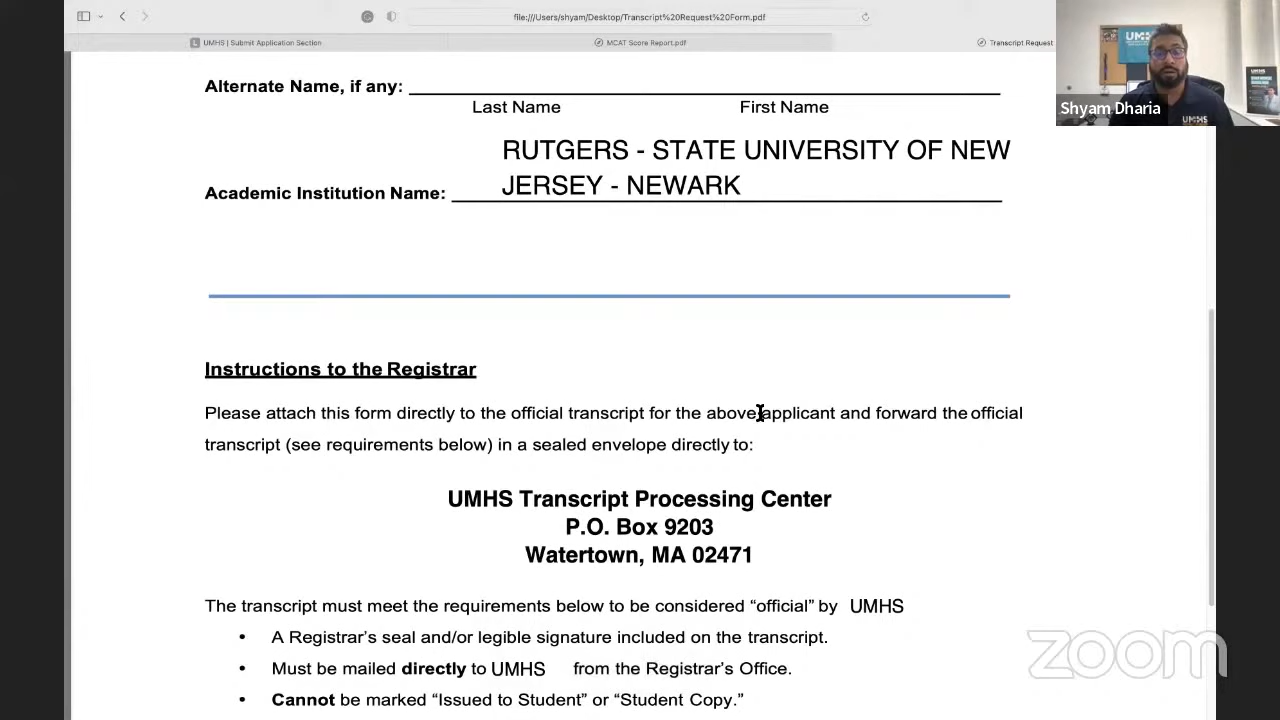 file:///Users/shyam/Desktop/Transcript%20Request%20Form.pdf
UMHS | Submit Application Section
MCAT Score Report.pdf
Transcript Request
UMHS
Shyam Dharia
UMHS
Alternate Name, if any:
Last Name First Name
RUTGERS - STATE UNIVERSITY OF NEW
JERSEY - NEWARK
Academic Institution Name:
Instructions to the Registrar
Please attach this form directly to the official transcript for the above applicant and forward the official
transcript (see requirements below) in a sealed envelope directly to:
UMHS Transcript Processing Center
P.O. Box 9203
Watertown, MA 02471
The transcript must meet the requirements below to be considered “official” by UMHS
• A Registrar’s seal and/or legible signature included on the transcript.
• Must be mailed directly to UMHS from the Registrar’s Office.
• Cannot be marked “Issued to Student” or “Student Copy.”
zoom